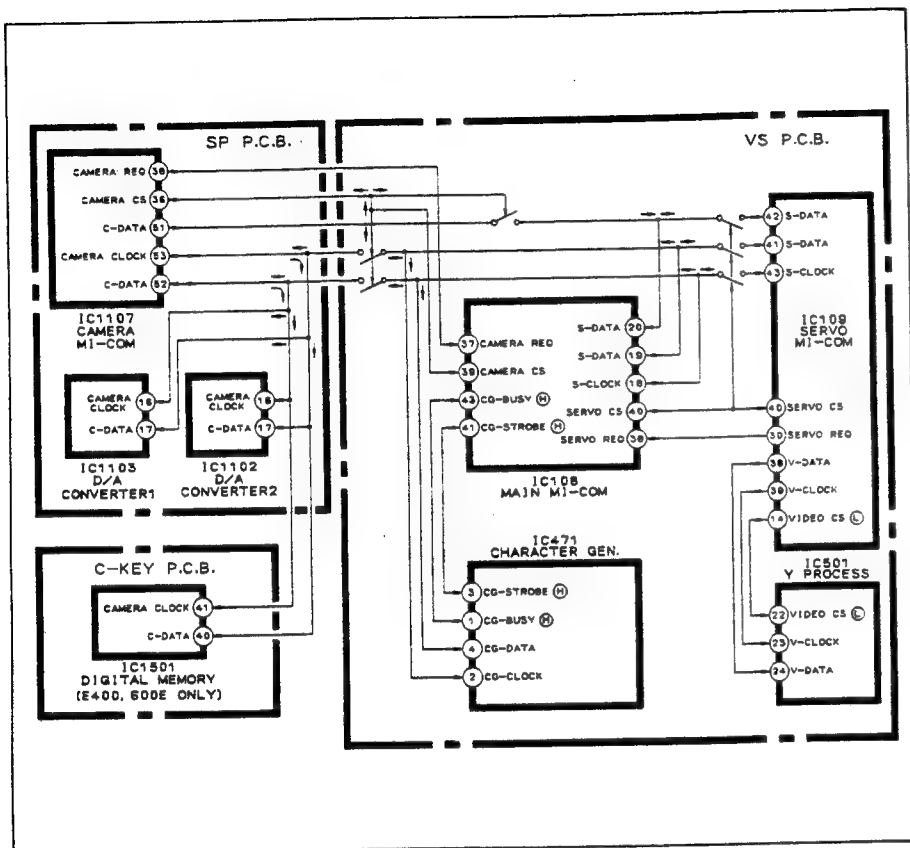 SP P.C.B.
CAMERA REQ 38
CAMERA CS 36
C-DATA 51
CAMERA CLOCK 53
C-DATA 52
IC1107
CAMERA
MI-COM
CAMERA
CLOCK 16
C-DATA 17
IC1103
D/A
CONVERTER1
CAMERA
CLOCK 16
C-DATA 17
IC1102
D/A
CONVERTER2
C-KEY P.C.B.
CAMERA CLOCK 41
C-DATA 40
IC1501
DIGITAL MEMORY
(E400, 600E ONLY)
VS P.C.B.
37 CAMERA REQ
39 CAMERA CS
43 CG-BUSY H
41 CG-STROBE H
S-DATA 20
S-DATA 19
S-CLOCK 18
SERVO CS 40
SERVO REQ 38
IC106
MAIN MI-COM
IC471
CHARACTER GEN.
3 CG-STROBE H
1 CG-BUSY H
4 CG-DATA
2 CG-CLOCK
42 S-DATA
41 S-DATA
43 S-CLOCK
IC109
SERVO
MI-COM
40 SERVO CS
30 SERVO REQ
38 V-DATA
39 V-CLOCK
14 VIDEO CS L
IC501
Y PROCESS
22 VIDEO CS L
23 V-CLOCK
24 V-DATA